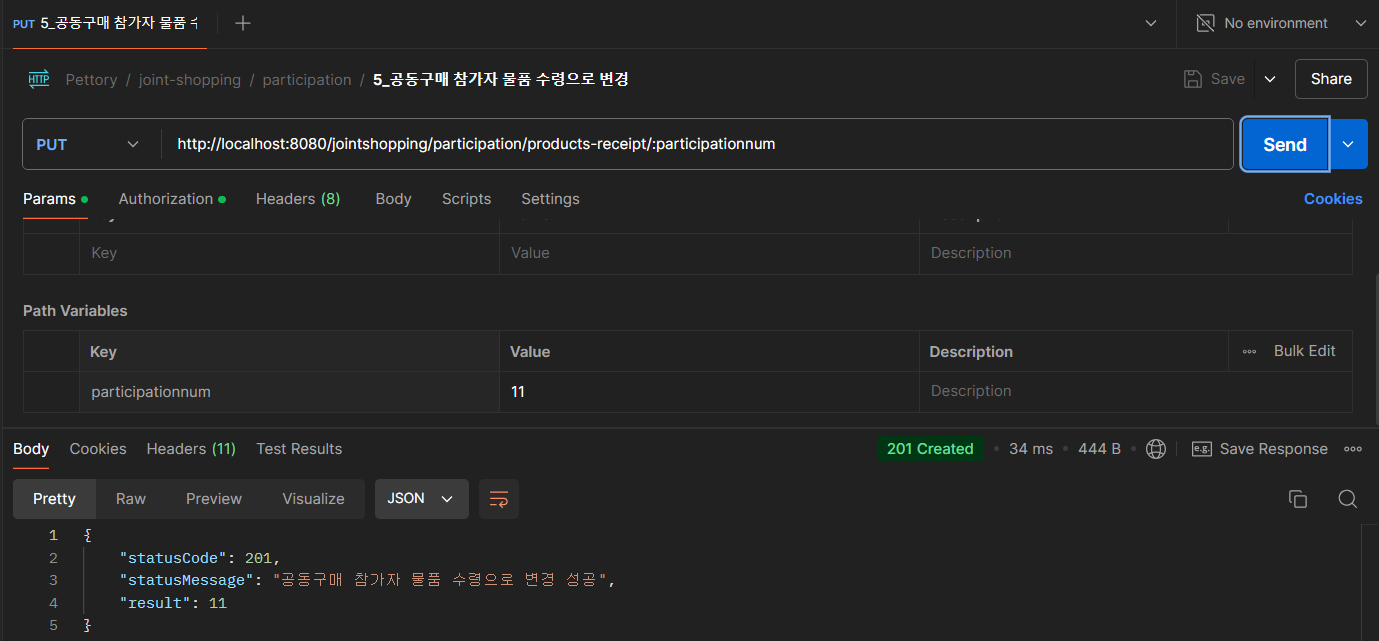 PUT 5_공동구매 참가자 물품 수
No environment
HTTP Pettory / joint-shopping / participation / 5_공동구매 참가자 물품 수령으로 변경
Save
Share
PUT
http://localhost:8080/jointshopping/participation/products-receipt/:participationnum
Send
Params
Authorization
Headers (8)
Body
Scripts
Settings
Cookies
Key Value Description
Path Variables
Key Value Description ooo Bulk Edit
participationnum 11 Description
Body Cookies Headers (11) Test Results
201 Created • 34 ms • 444 B
e.g. Save Response ooo
Pretty Raw Preview Visualize JSON
1 {
2 "statusCode": 201,
3 "statusMessage": "공동구매 참가자 물품 수령으로 변경 성공",
4 "result": 11
5 }